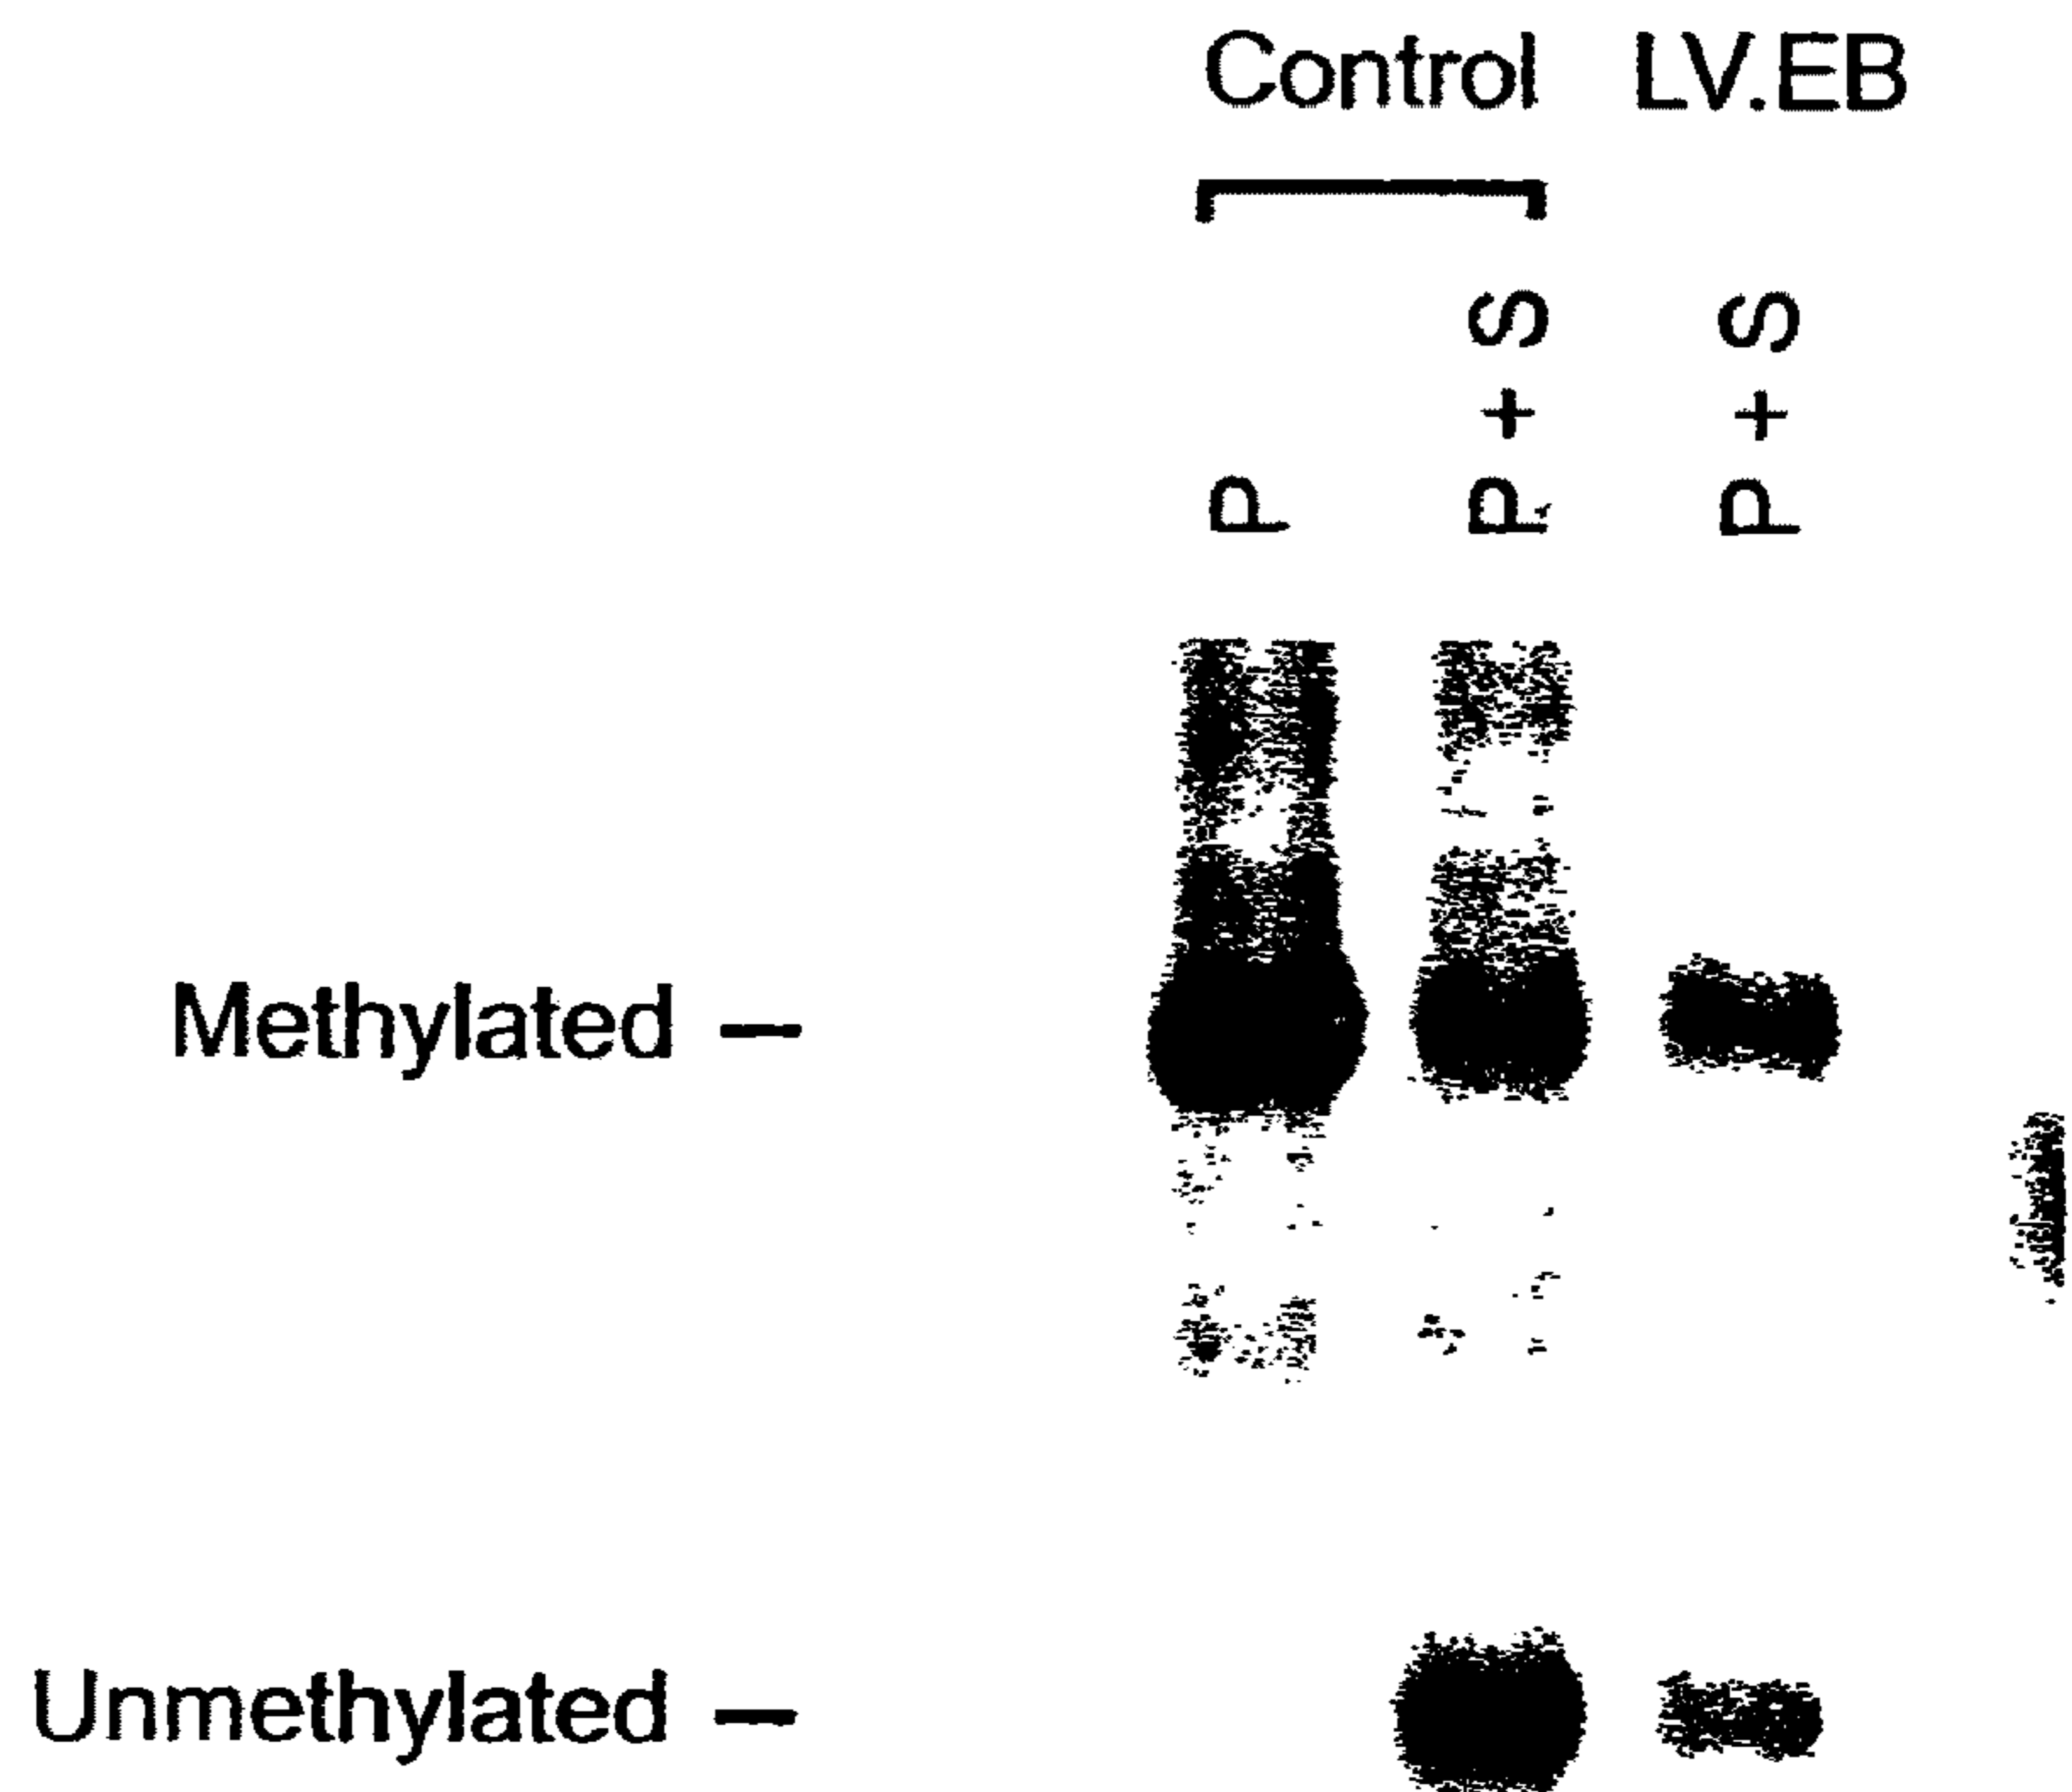 Control LV.EB
P P + S P + S
Methylated –
Unmethylated –